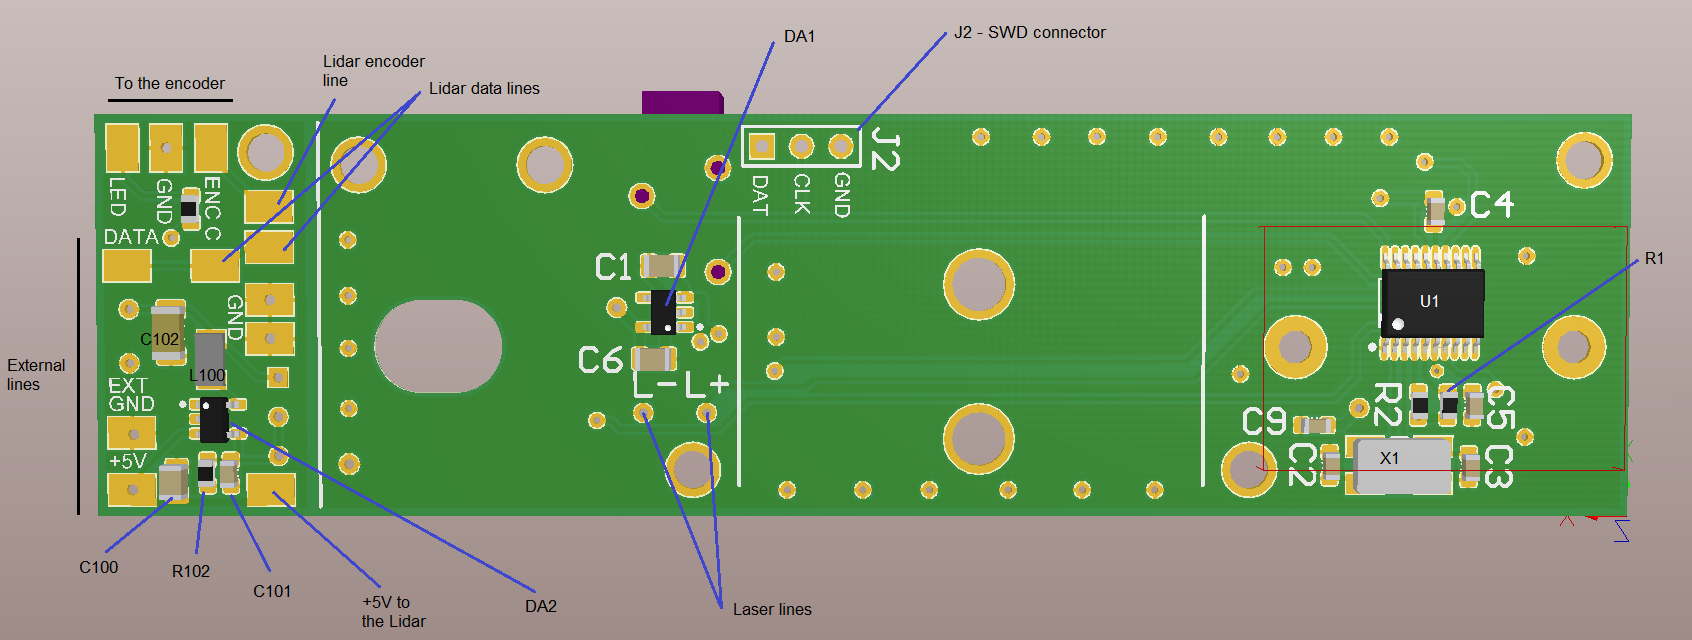 DA1
J2 - SWD connector
Lidar encoder
line
To the encoder
Lidar data lines
J2
LED
GND
ENC
C
DAT
CLK
GND
C4
DATA
C1
R1
U1
GND
C102
C6
External
lines
L100
L- L+
EXT
GND
R2
C5
C9
+5V
X1
C2
C3
C100
R102
C101
+5V to
the Lidar
DA2
Laser lines
X
Z